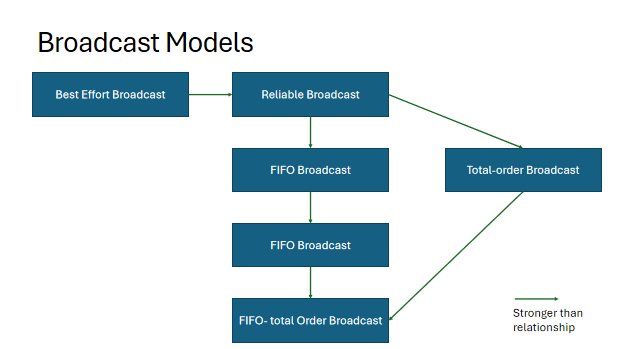 Broadcast Models
Best Effort Broadcast
Reliable Broadcast
FIFO Broadcast
Total-order Broadcast
FIFO Broadcast
FIFO- total Order Broadcast
Stronger than
relationship